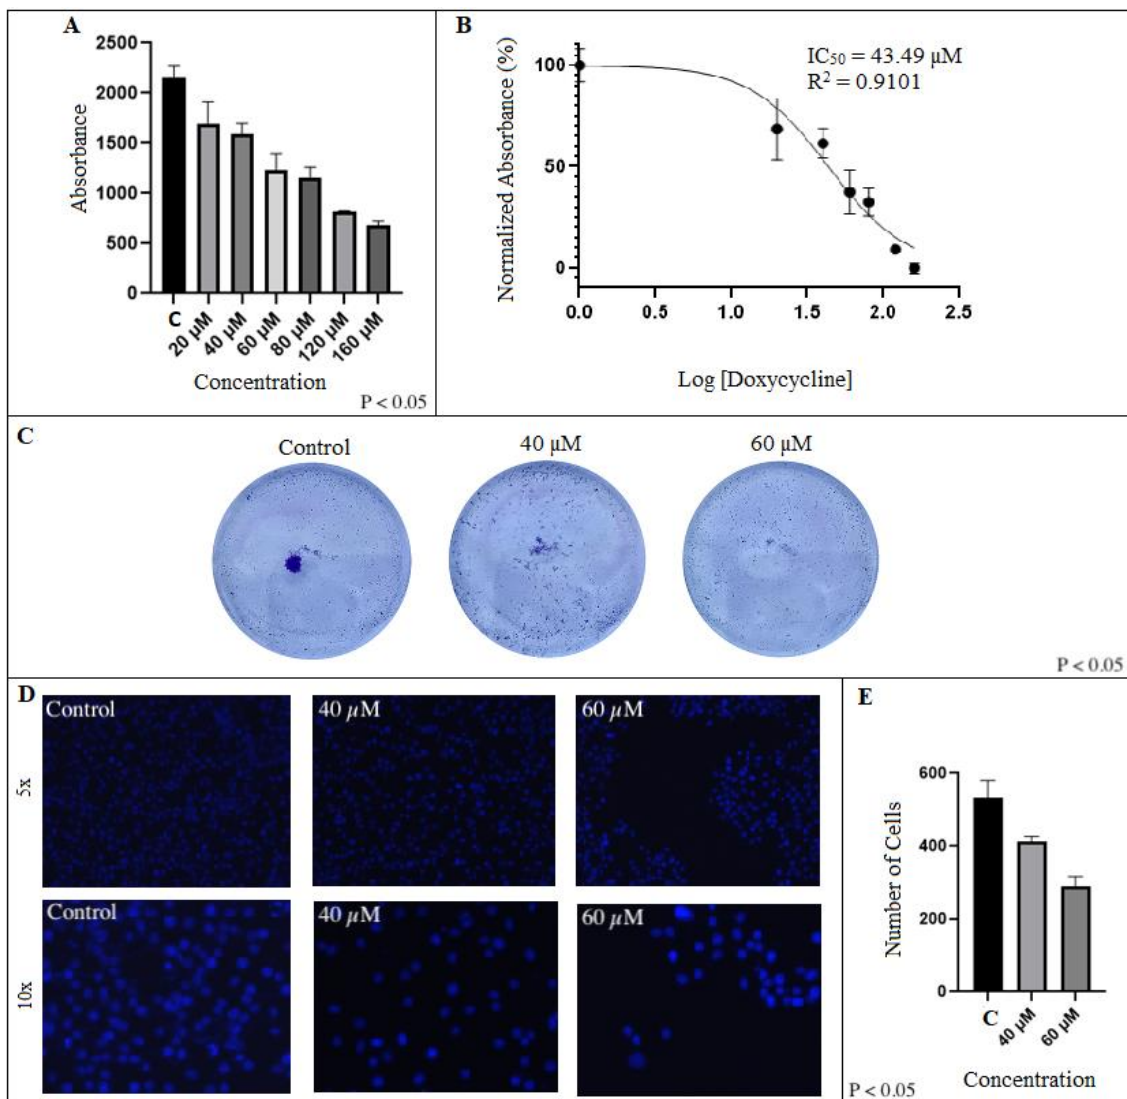 A
2500
2000
1500
1000
500
0
Absorbance
C
20 µM
40 µM
60 µM
80 µM
120 µM
160 µM
Concentration
P < 0.05
B
Normalized Absorbance (%)
100
50
0
IC50 = 43.49 µM
R² = 0.9101
0.0 0.5 1.0 1.5 2.0 2.5
Log [Doxycycline]
C
Control
40 µM
60 µM
P < 0.05
D
5x
Control
40 µM
60 µM
10x
Control
40 µM
60 µM
E
Number of Cells
600
400
200
0
C
40 µM
60 µM
Concentration
P < 0.05